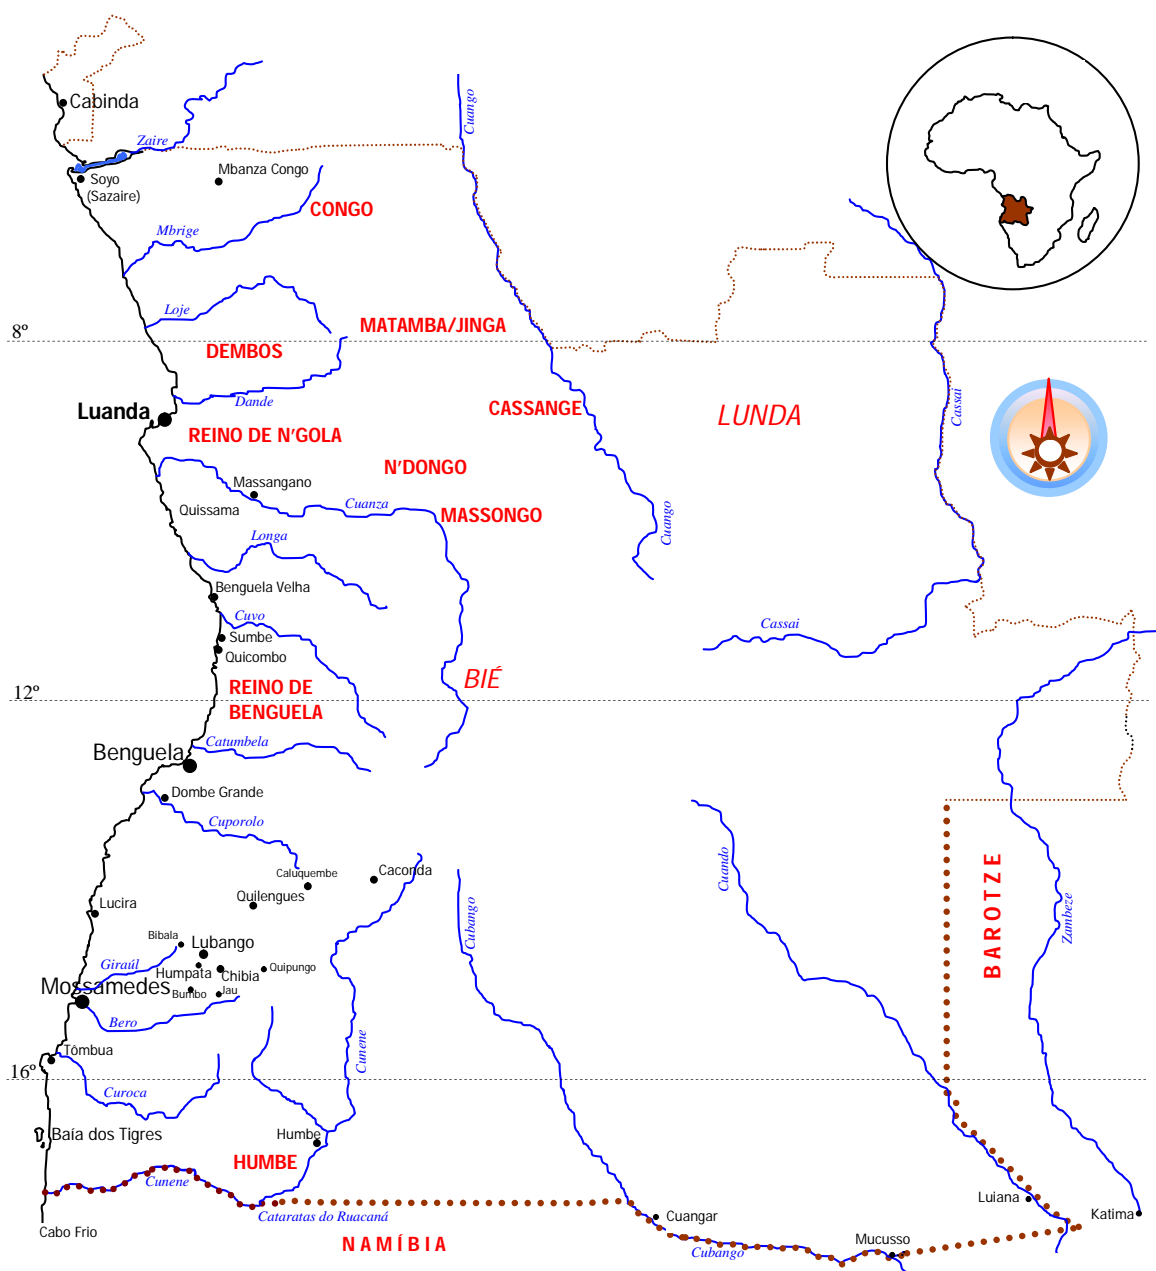 Cabinda
Zaire
Cuango
Soyo
(Sazaire)
Mbanza Congo
CONGO
Mbrige
Loje
MATAMBA/JINGA
8º
DEMBOS
Dande
CASSANGE
LUNDA
Cassai
Luanda
REINO DE N'GOLA
N'DONGO
Massangano
Cuanza
Quissama
MASSONGO
Cuango
Longa
Benguela Velha
Cuvo
Sumbe
Quicombo
Cassai
BIÉ
REINO DE
BENGUELA
12º
Catumbela
Benguela
Dombe Grande
Cuporolo
Caluquembe
Caconda
Quilengues
Lucira
Cuando
BAROTZE
Zambeze
Cubango
Bibala
Lubango
Giraúl
Humpata
Chibia
Quipungo
Mossamedes
Bumbo
Jau
Bero
Tômbua
Cunene
16º
Curoca
Baía dos Tigres
Humbe
HUMBE
Cunene
Luiana
Cataratas do Ruacaná
Cuangar
Katima
Cabo Frio
NAMÍBIA
Cubango
Mucusso